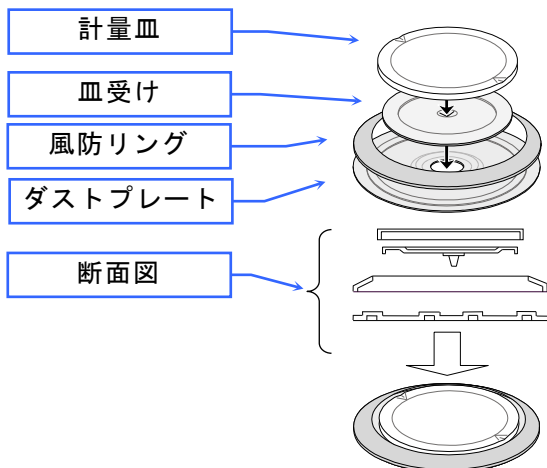 計量皿
皿受け
風防リング
ダストプレート
断面図